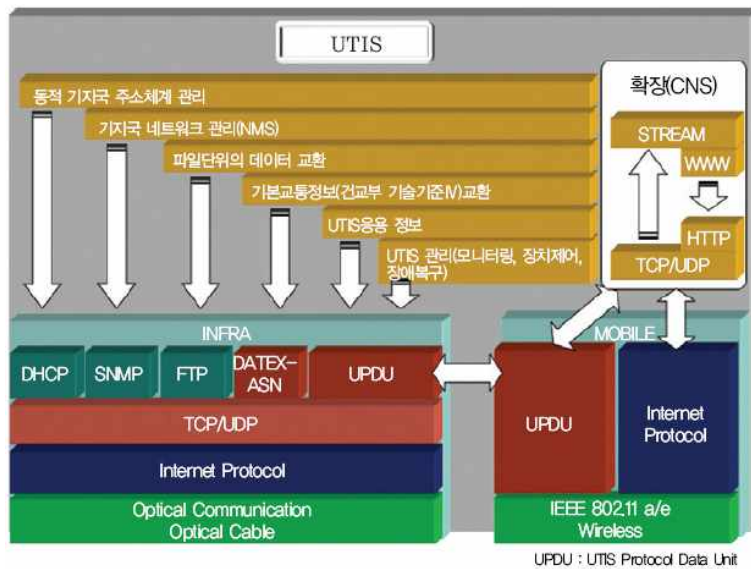 UTIS
동적 기지국 주소체계 관리
기지국 네트워크 관리(NMS)
파일단위의 데이터 교환
기본교통정보(건교부 기술기준Ⅳ)교환
UTIS응용 정보
UTIS 관리(모니터링, 장치제어,
장애복구)
확장(CNS)
STREAM
WWW
HTTP
TCP/UDP
INFRA
DHCP
SNMP
FTP
DATEX-
ASN
UPDU
TCP/UDP
Internet Protocol
Optical Communication
Optical Cable
MOBILE
UPDU
Internet
Protocol
IEEE 802.11 a/e
Wireless
UPDU : UTIS Protocol Data Unit